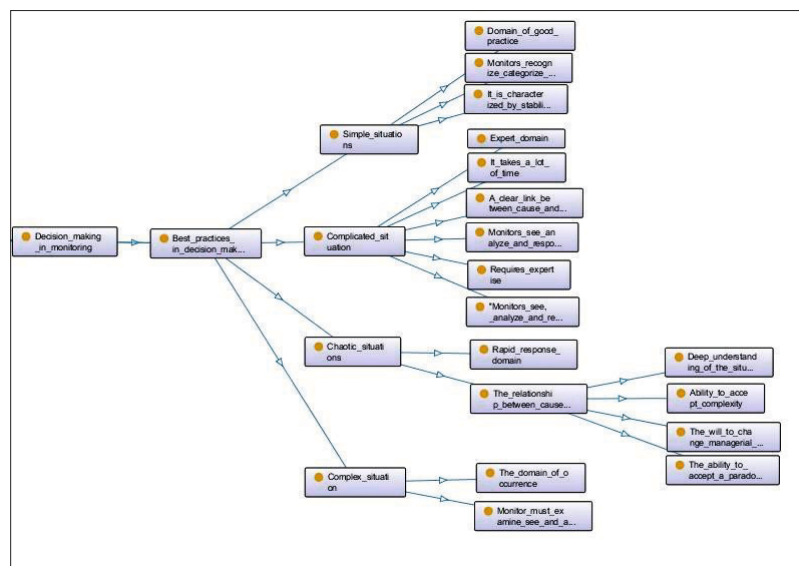 Domain_of_good_
practice
Monitors_recogn
ize_categorize_...
It_is_character
ized_by_stabili...
Simple_situatio
ns
Expert_domain
It_takes_a_lot_
of_time
A_clear_link_be
tween_cause_and...
Decision_making
_in_monitoring
Best_practices_
in_decision_mak...
Complicated_sit
uation
Monitors_see_an
alyze_and_respo...
Requires_expert
ise
"Monitors_see,
_analyze_and_re...
Chaotic_situati
ons
Rapid_response_
domain
Deep_understand
ing_of_the_situ...
The_relationshi
p_between_cause...
Ability_to_acce
pt_complexity
The_will_to_cha
nge_managerial_...
The_ability_to_
accept_a_parado...
Complex_situati
on
The_domain_of_o
ccurrence
Monitor_must_ex
amine_see_and_a...